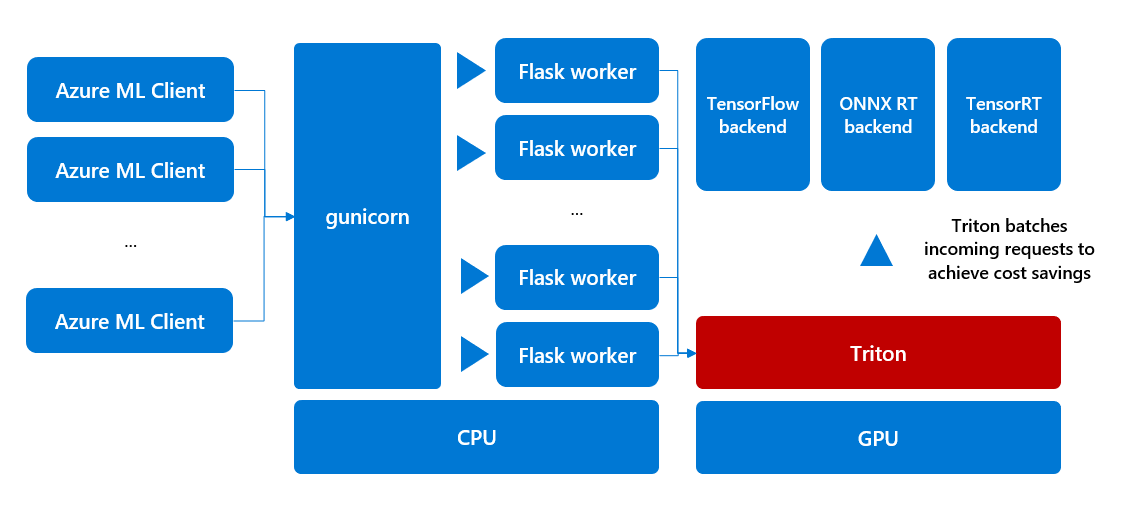 Azure ML Client
Azure ML Client
...
Azure ML Client
gunicorn
Flask worker
Flask worker
...
Flask worker
Flask worker
CPU
TensorFlow
backend
ONNX RT
backend
TensorRT
backend
Triton batches
incoming requests to
achieve cost savings
Triton
GPU